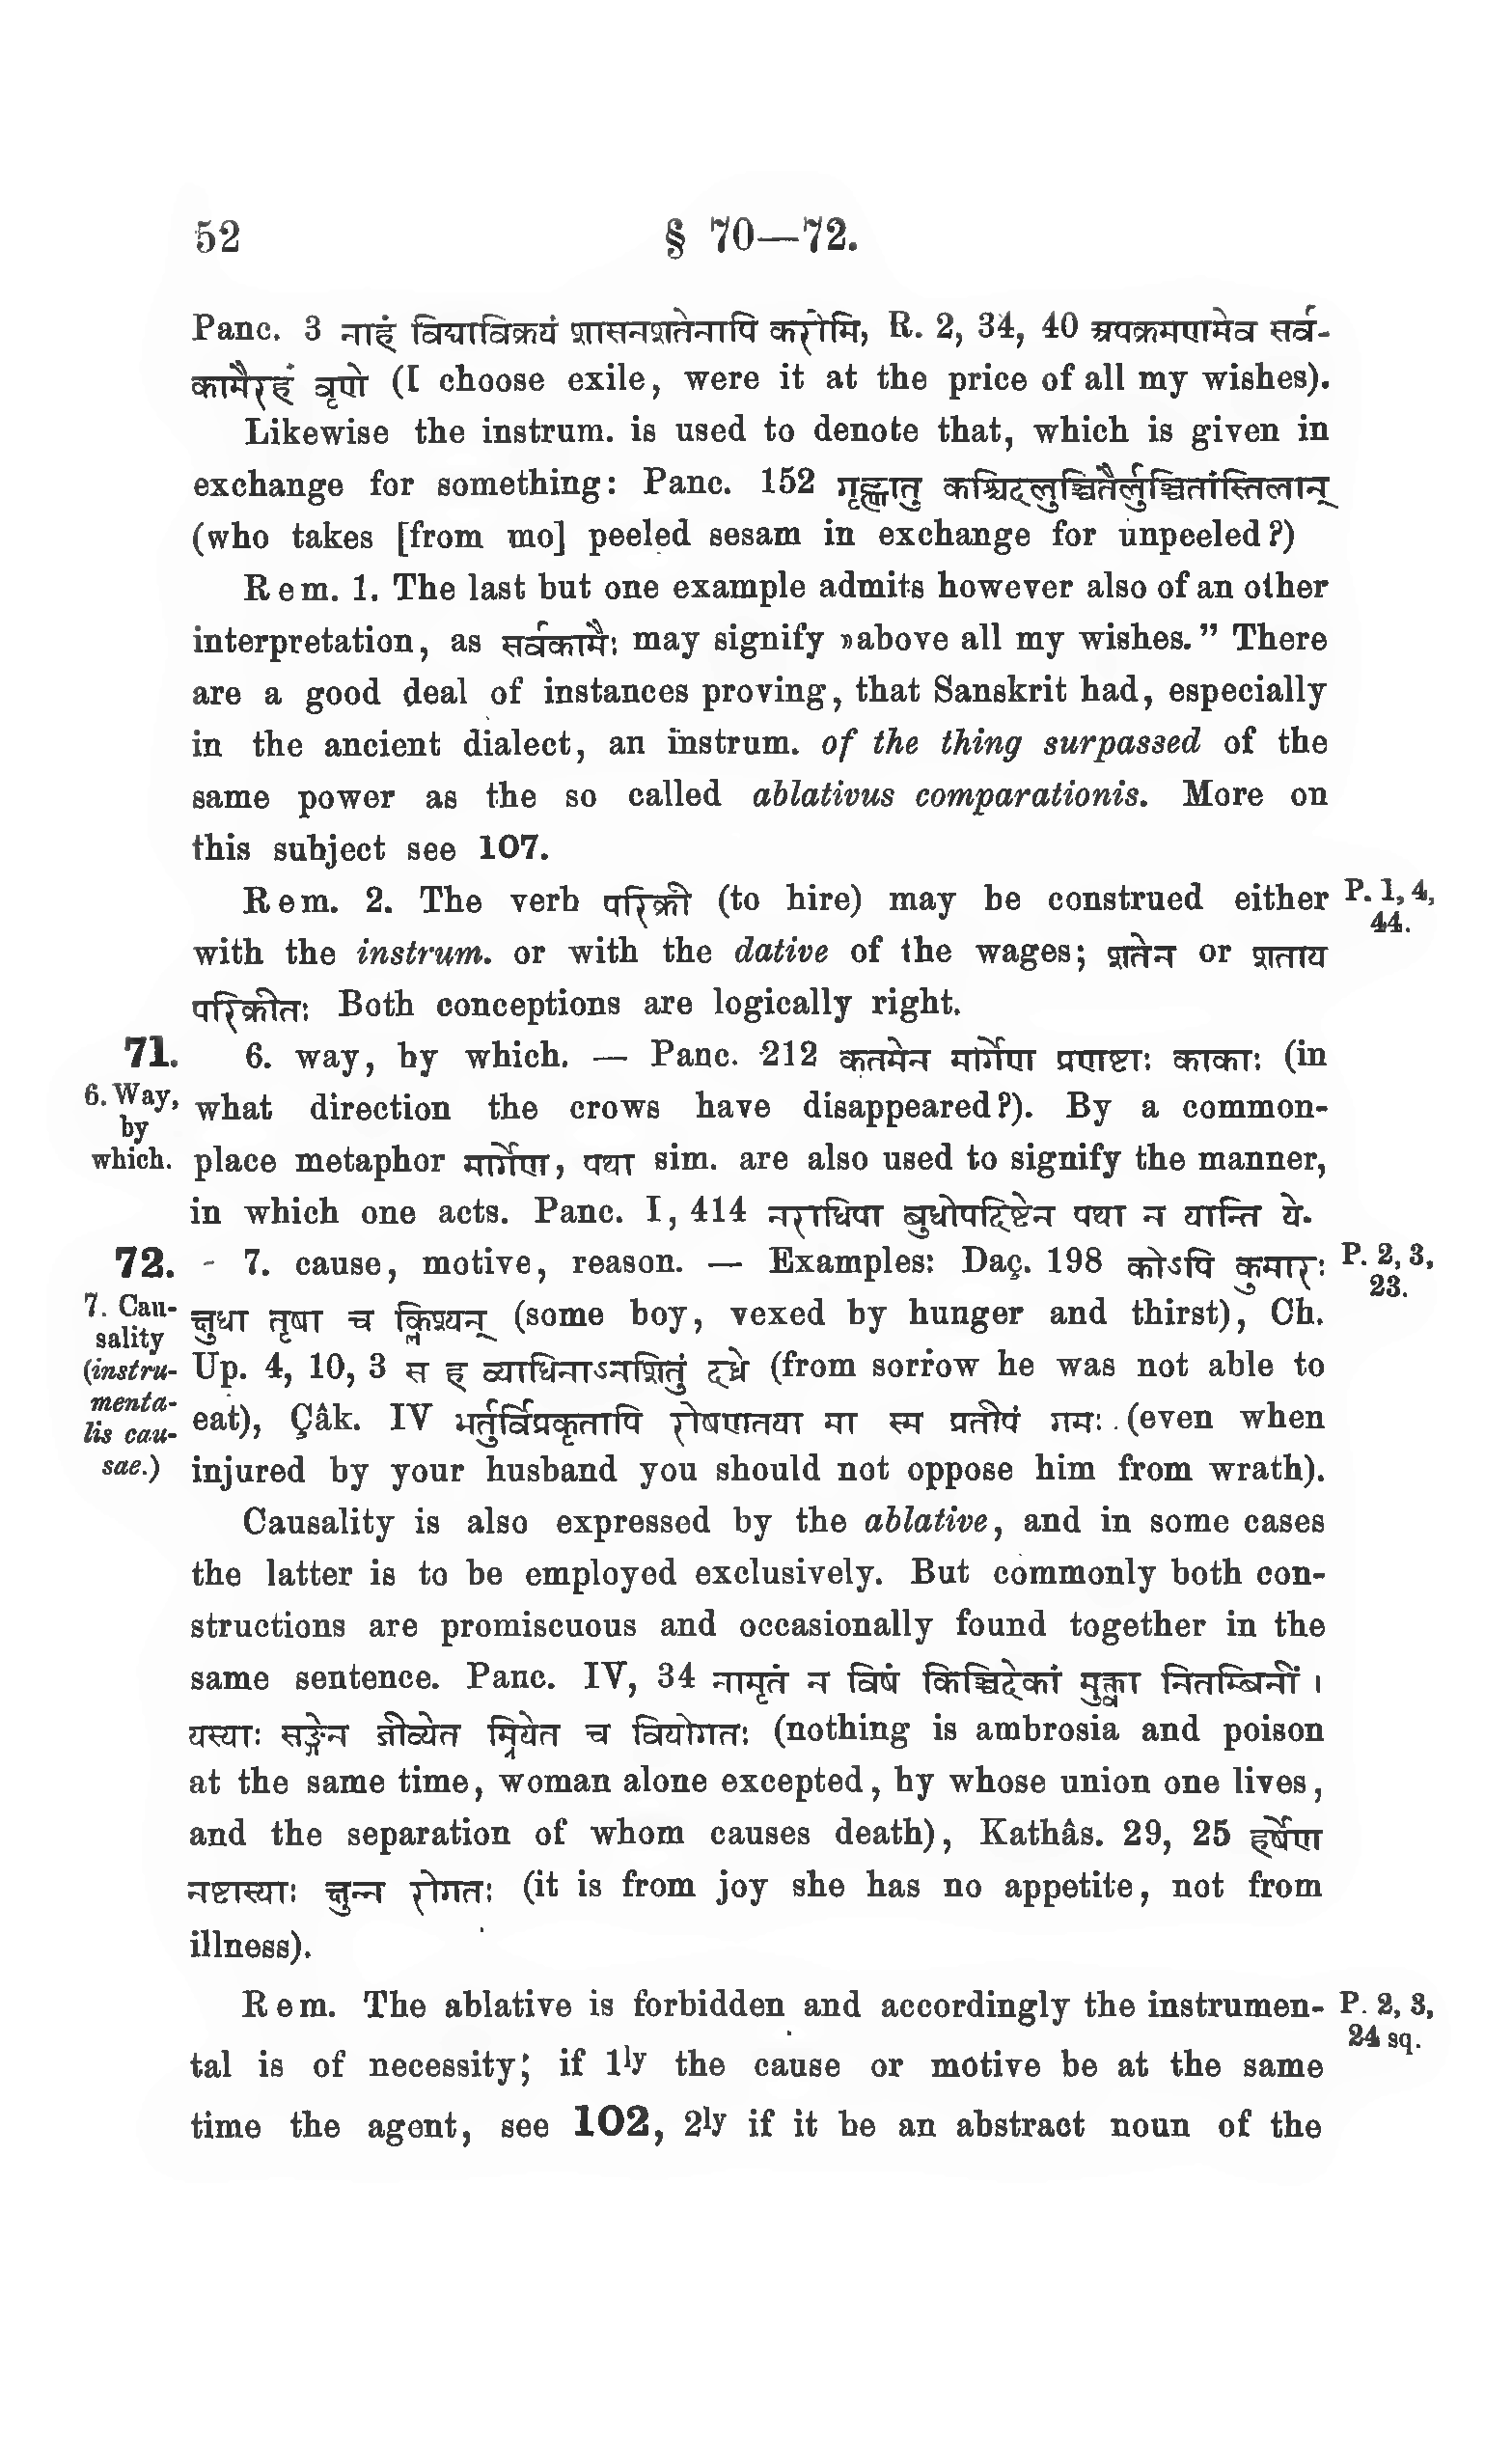 52
§ 70—72.
Panc. 3 नाहं विद्याविक्रयं शासनशतेनापि करोमि, R. 2, 34, 40 अपक्रमणमेव सर्व-
कामैरहं वृणे (I choose exile, were it at the price of all my wishes).
Likewise the instrum. is used to denote that, which is given in
exchange for something: Panc. 152 गृह्णातु कश्चिदलुञ्चितैर्लुञ्चितांस्तिलान्
(who takes [from mo] peeled sesam in exchange for unpeeled?)
Rem. 1. The last but one example admits however also of an other
interpretation, as सर्वकामैः may signify »above all my wishes.” There
are a good deal of instances proving, that Sanskrit had, especially
in the ancient dialect, an instrum. of the thing surpassed of the
same power as the so called ablativus comparationis. More on
this subject see 107.
Rem. 2. The verb परिक्री (to hire) may be construed either
P. 1, 4,
44.
with the instrum. or with the dative of the wages; शतेन or शताय
परिक्रीतः Both conceptions are logically right.
71.
6. way, by which. — Panc. 212 कतमेन मार्गेण प्रणष्टाः काकाः (in
6. Way,
by
which.
what direction the crows have disappeared?). By a common-
place metaphor मार्गेण, पथा sim. are also used to signify the manner,
in which one acts. Panc. I, 414 नराधिपा बुधोपदिष्टेन पथा न यान्ति ये.
72.
7. cause, motive, reason. — Examples: Daç. 198 कोऽपि कुमारः
P. 2, 3,
23.
7. Cau-
sality
(instru-
menta-
lis cau-
sae.)
क्षुधा तृषा च क्लिश्यन् (some boy, vexed by hunger and thirst), Ch.
Up. 4, 10, 3 स ह व्याधिनाऽनशितुं दध्रे (from sorrow he was not able to
eat), Çâk. IV भर्तुर्विप्रकृतापि रोषणतया मा स्म प्रतीपं गमः. (even when
injured by your husband you should not oppose him from wrath).
Causality is also expressed by the ablative, and in some cases
the latter is to be employed exclusively. But commonly both con-
structions are promiscuous and occasionally found together in the
same sentence. Panc. IV, 34 नामृतं न विषं किञ्चिदेकां मुक्त्वा नितम्बिनीं ।
यस्याः सङ्गेन जीव्येत म्रियेत च वियोगतः (nothing is ambrosia and poison
at the same time, woman alone excepted, by whose union one lives,
and the separation of whom causes death), Kathâs. 29, 25 हर्षेण
नष्टास्याः क्षुन्न रोगतः (it is from joy she has no appetite, not from
illness).
Rem. The ablative is forbidden and accordingly the instrumen-
P. 2, 3,
24 sq.
tal is of necessity; if 1ly the cause or motive be at the same
time the agent, see 102, 2ly if it be an abstract noun of the